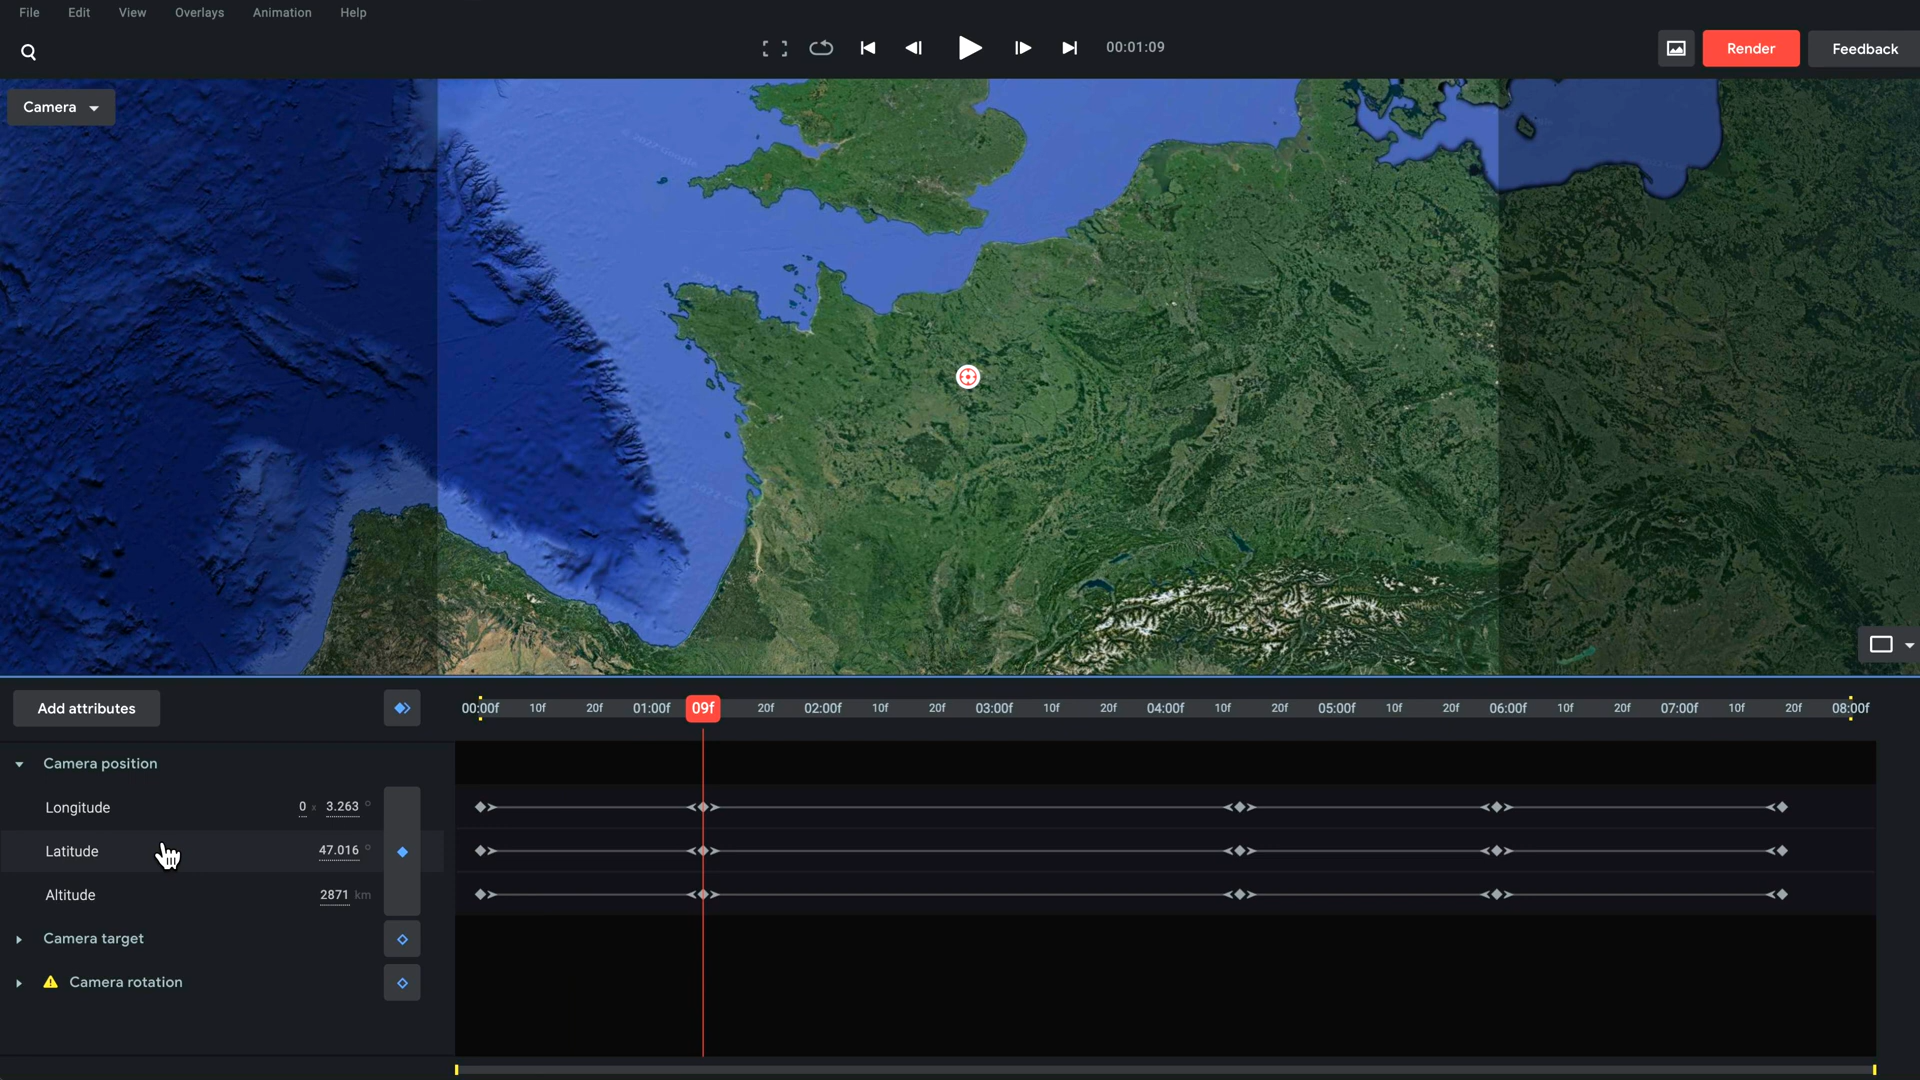 File Edit View Overlays Animation Help
00:01:09
Render
Feedback
Camera
Add attributes
00:00f 10f 20f 01:00f 09f 20f 02:00f 10f 20f 03:00f 10f 20f 04:00f 10f 20f 05:00f 10f 20f 06:00f 10f 20f 07:00f 10f 20f 08:00f
Camera position
Longitude 0 x 3.263 °
Latitude 47.016 °
Altitude 2871 km
Camera target
Camera rotation